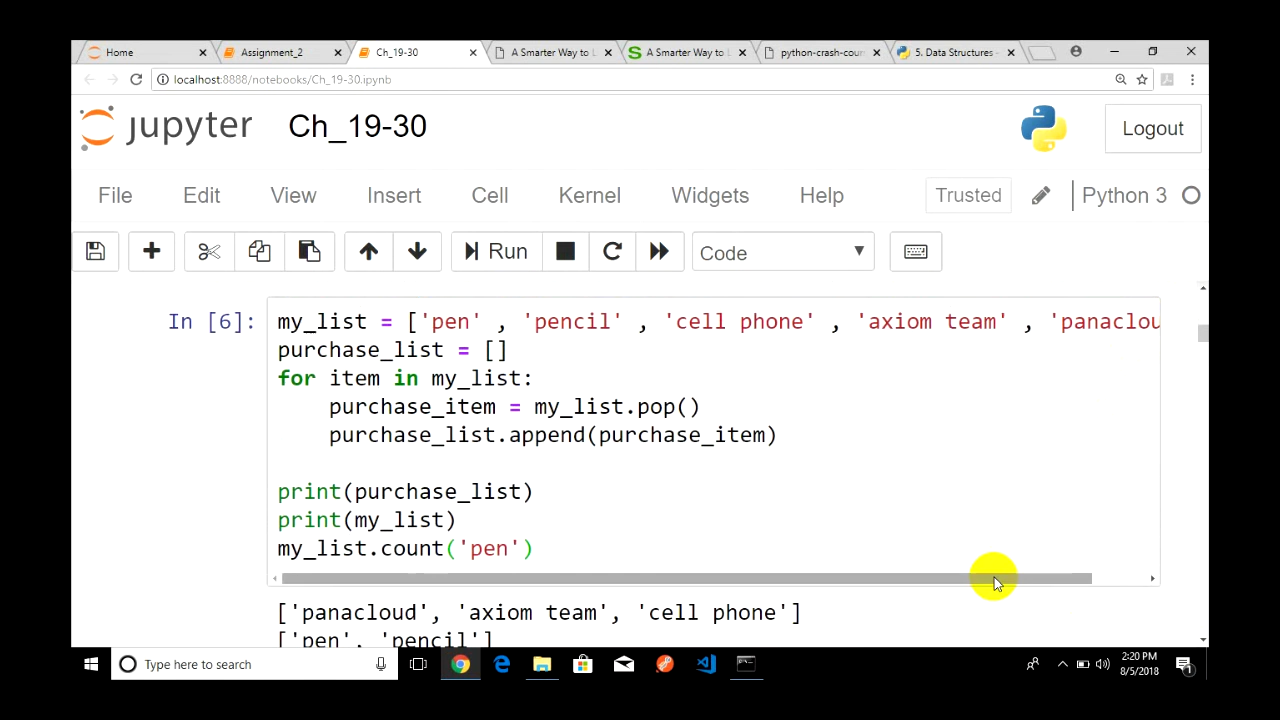 Home
Assignment_2
Ch_19-30
A Smarter Way to L
A Smarter Way to L
python-crash-cour
5. Data Structures —
localhost:8888/notebooks/Ch_19-30.ipynb
jupyter Ch_19-30
Logout
File Edit View Insert Cell Kernel Widgets Help Trusted Python 3
Run Code
In [6]: my_list = ['pen' , 'pencil' , 'cell phone' , 'axiom team' , 'panaclou
purchase_list = []
for item in my_list:
    purchase_item = my_list.pop()
    purchase_list.append(purchase_item)
print(purchase_list)
print(my_list)
my_list.count('pen')
['panacloud', 'axiom team', 'cell phone']
['pen', 'pencil']
Type here to search
2:20 PM
8/5/2018
1